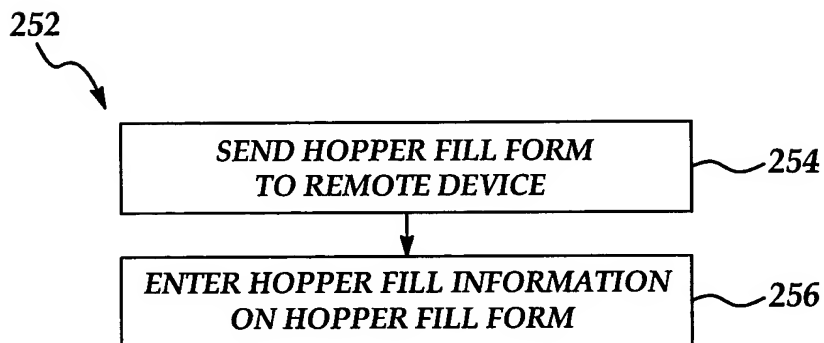 252
SEND HOPPER FILL FORM
TO REMOTE DEVICE
254
ENTER HOPPER FILL INFORMATION
ON HOPPER FILL FORM
256